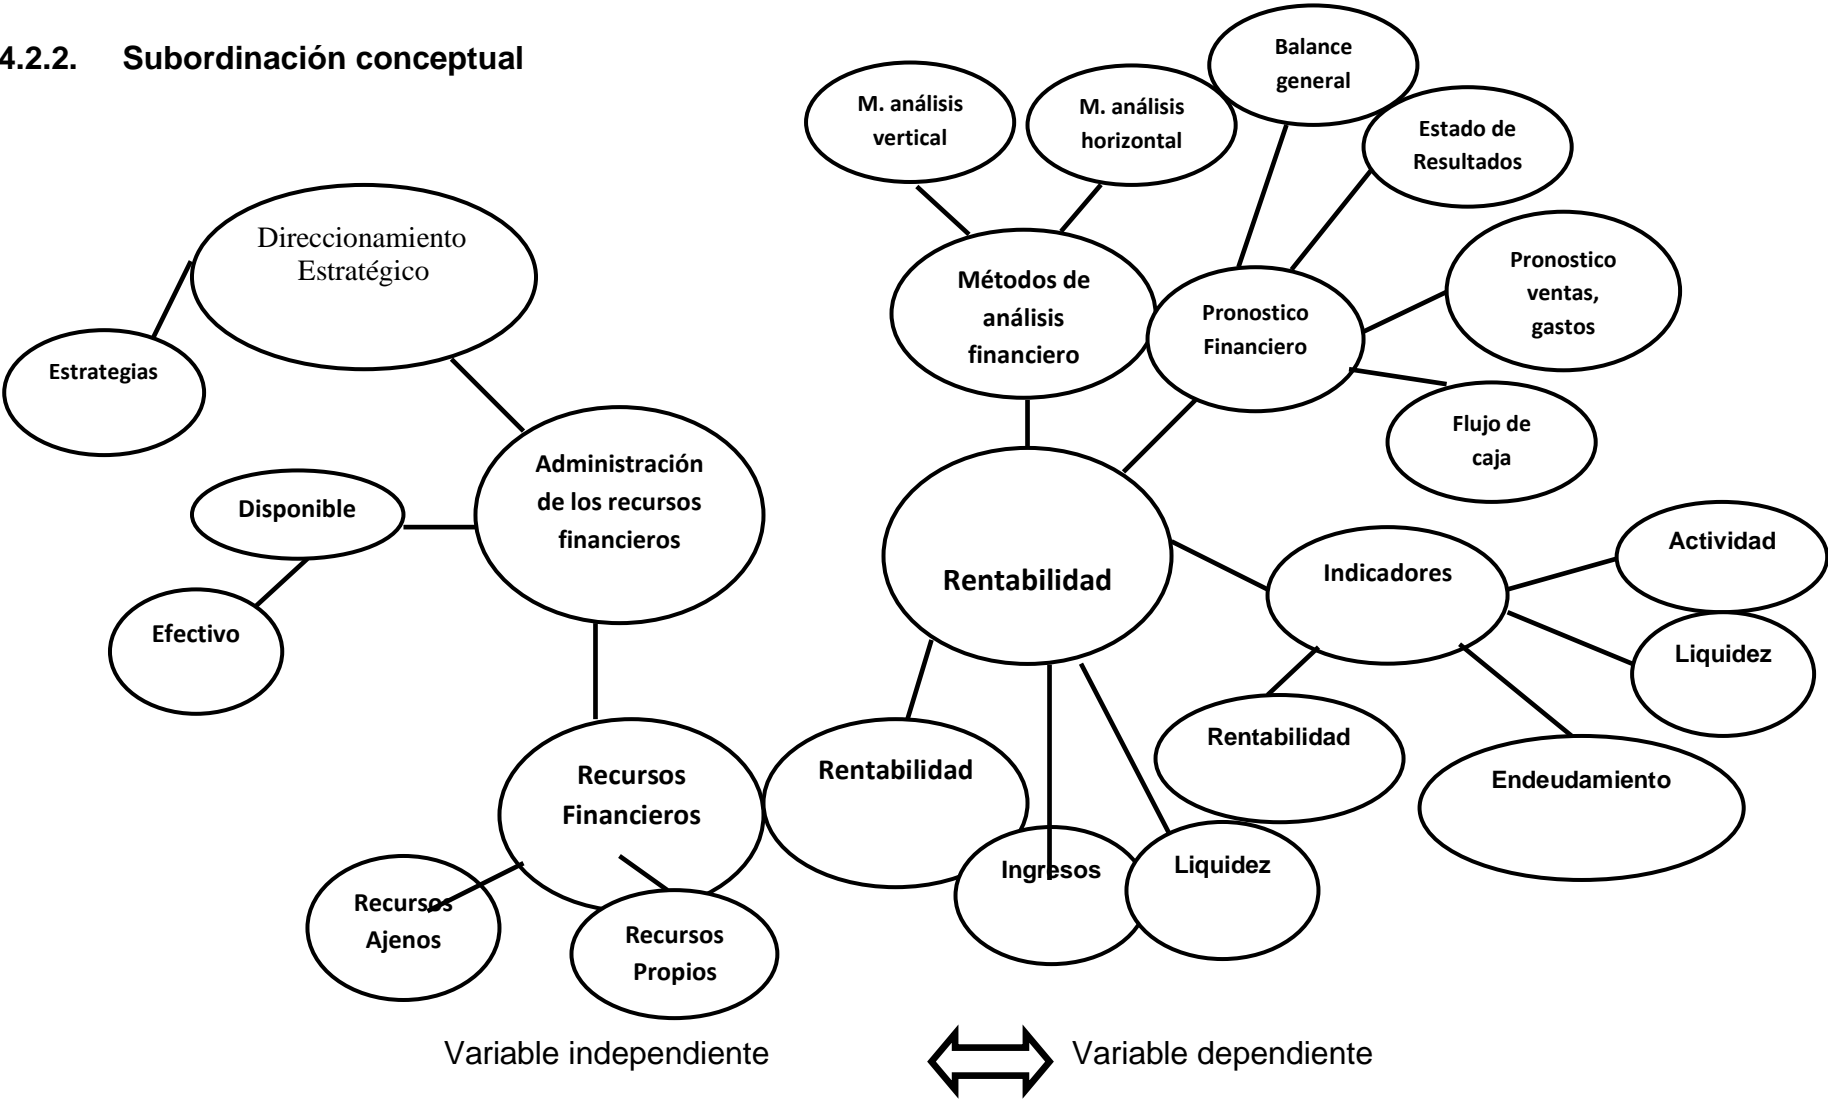 4.2.2. Subordinación conceptual
Balance
general
M. análisis
vertical
M. análisis
horizontal
Estado de
Resultados
Direccionamiento
Estratégico
Pronostico
ventas,
gastos
Métodos de
análisis
financiero
Pronostico
Financiero
Estrategias
Flujo de
caja
Administración
de los recursos
financieros
Disponible
Actividad
Rentabilidad
Indicadores
Efectivo
Liquidez
Recursos
Financieros
Rentabilidad
Rentabilidad
Endeudamiento
Ingresos
Liquidez
Recursos
Ajenos
Recursos
Propios
Variable independiente
Variable dependiente